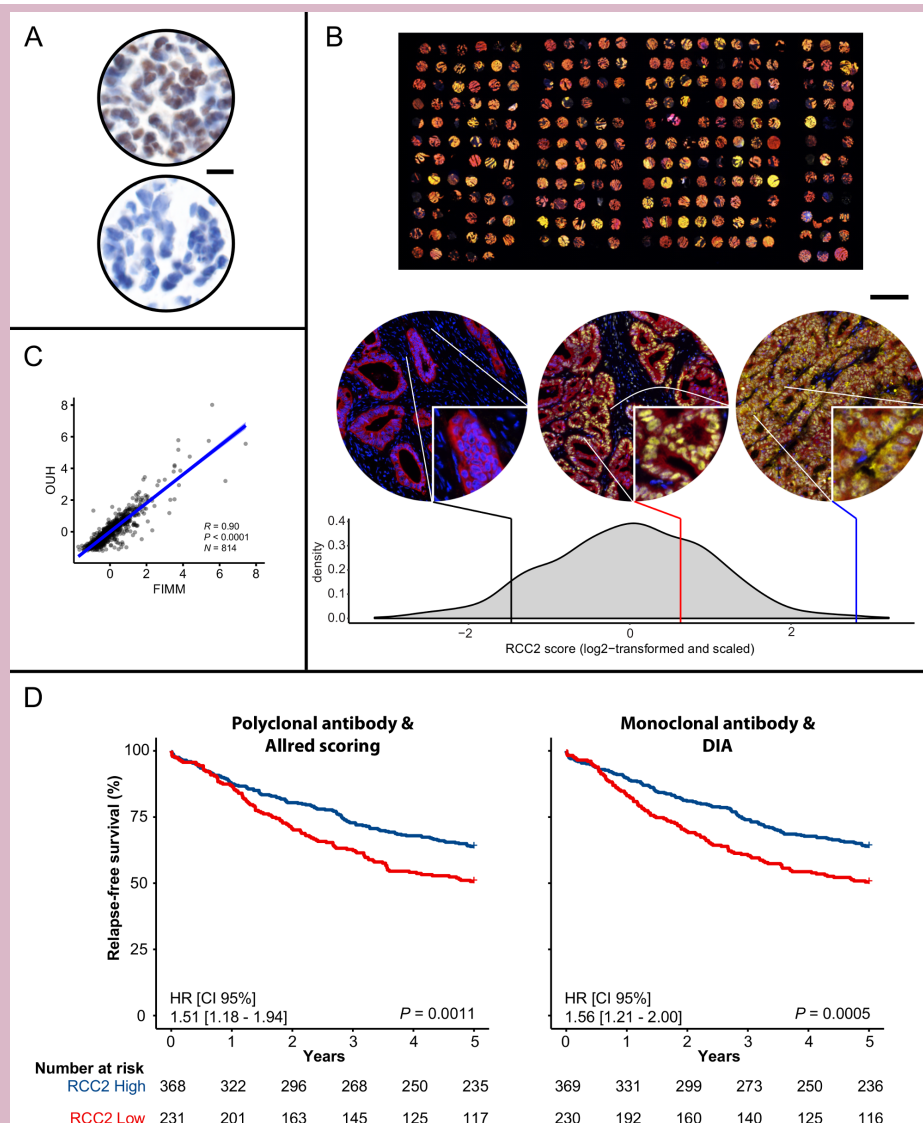 A
B
0.4
0.3
0.2
0.1
0.0
density
−2
0
2
RCC2 score (log2−transformed and scaled)
C
8
6
4
2
0
OUH
R = 0.90
P < 0.0001
N = 814
0 2 4 6 8
FIMM
D
Polyclonal antibody &
Allred scoring
100
75
50
25
0
Relapse-free survival (%)
HR [CI 95%]
1.51 [1.18 - 1.94]
P = 0.0011
0 1 2 3 4 5
Years
Monoclonal antibody &
DIA
HR [CI 95%]
1.56 [1.21 - 2.00]
P = 0.0005
0 1 2 3 4 5
Years
Number at risk
RCC2 High 368 322 296 268 250 235 369 331 299 273 250 236
RCC2 Low 231 201 163 145 125 117 230 192 160 140 125 116